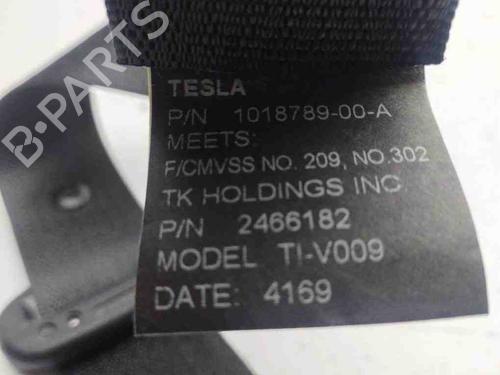 B-PARTS
TESLA
P/N 1018789-00-A
MEETS:
F/CMVSS NO. 209, NO.302
TK HOLDINGS INC
P/N 2466182
MODEL TI-V009
DATE: 4169